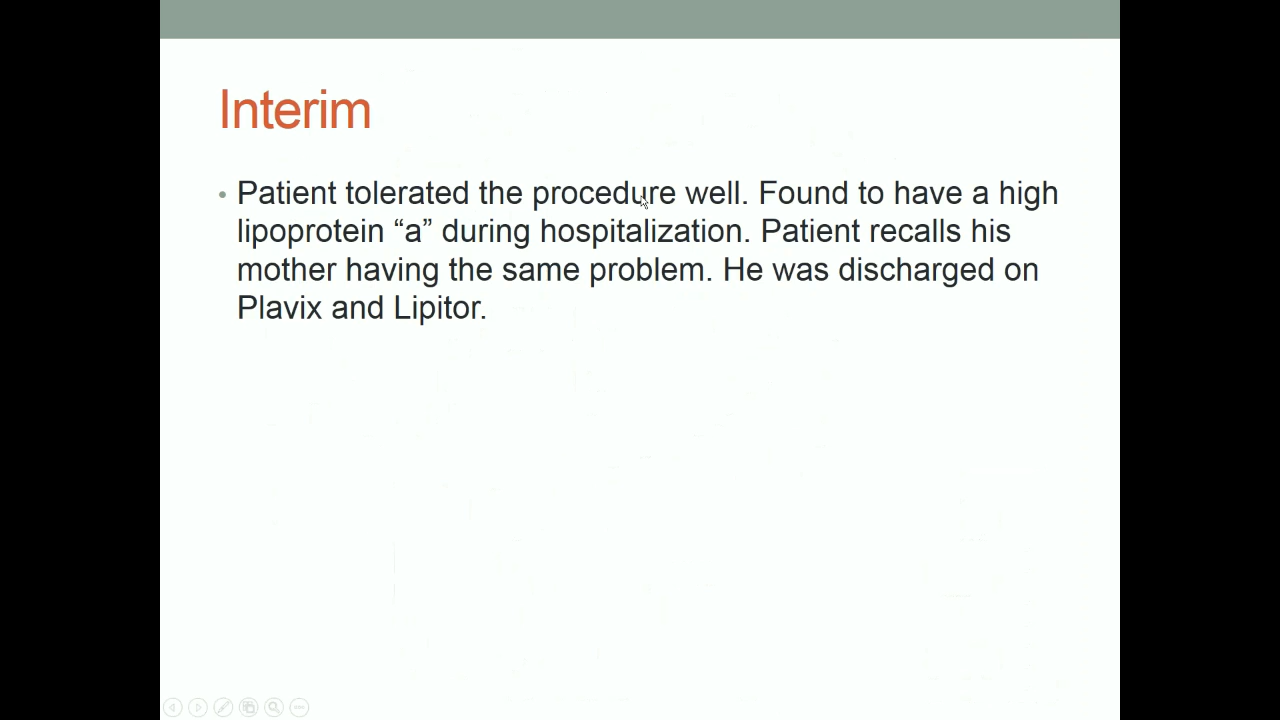 Interim
• Patient tolerated the procedure well. Found to have a high
lipoprotein “a” during hospitalization. Patient recalls his
mother having the same problem. He was discharged on
Plavix and Lipitor.